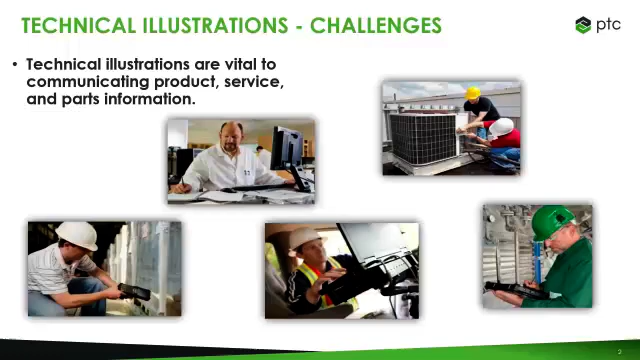 TECHNICAL ILLUSTRATIONS - CHALLENGES
ptc
• Technical illustrations are vital to
communicating product, service,
and parts information.
2